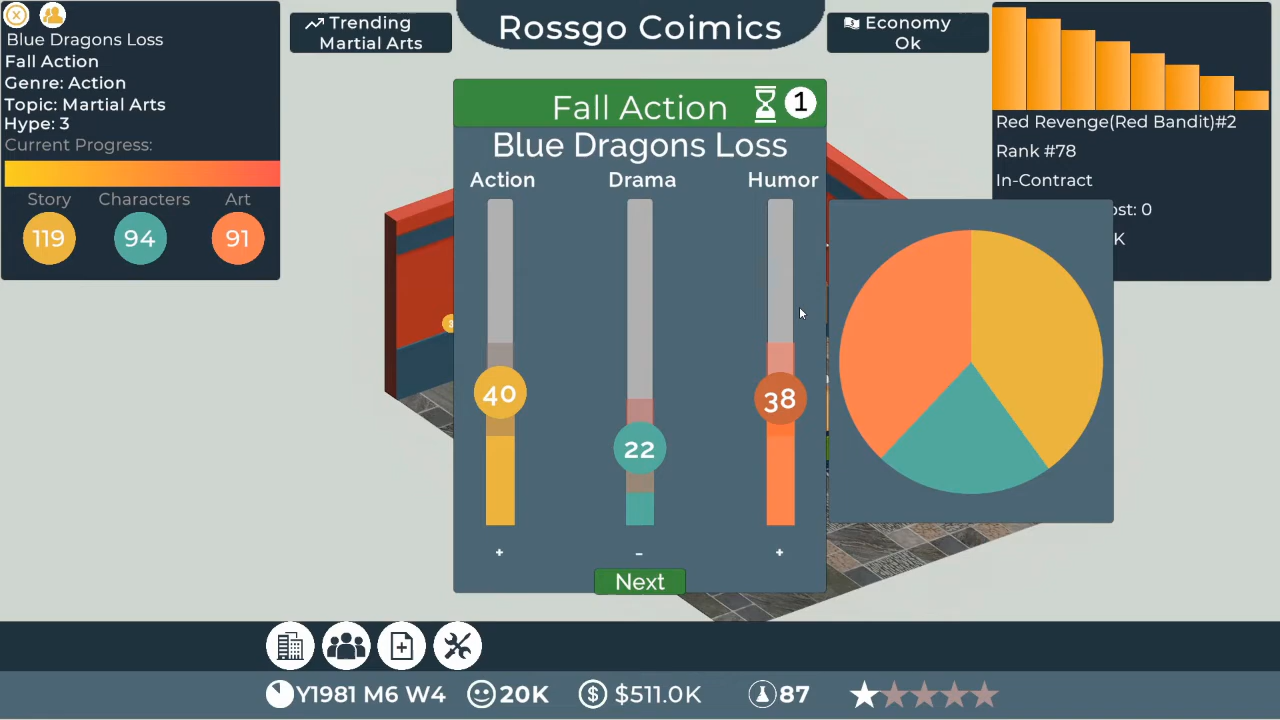 Blue Dragons Loss
Fall Action
Genre: Action
Topic: Martial Arts
Hype: 3
Current Progress:
Story Characters Art
119 94 91
Trending
Martial Arts
Rossgo Coimics
Economy
Ok
Red Revenge(Red Bandit)#2
Rank #78
In-Contract
ost: 0
K
Fall Action 1
Blue Dragons Loss
Action Drama Humor
40 22 38
+ - +
Next
Y1981 M6 W4 20K $ $511.0K 87